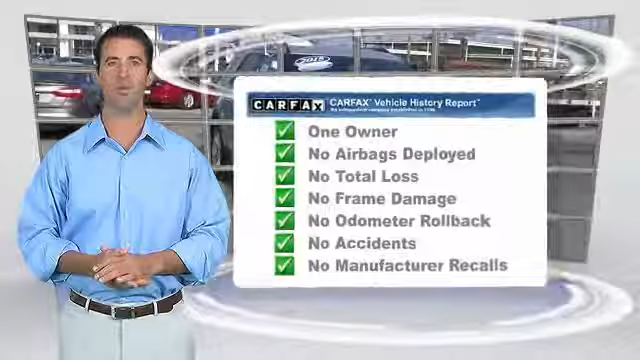 2015
CARFAX CARFAX Vehicle History Report™
One Owner
No Airbags Deployed
No Total Loss
No Frame Damage
No Odometer Rollback
No Accidents
No Manufacturer Recalls